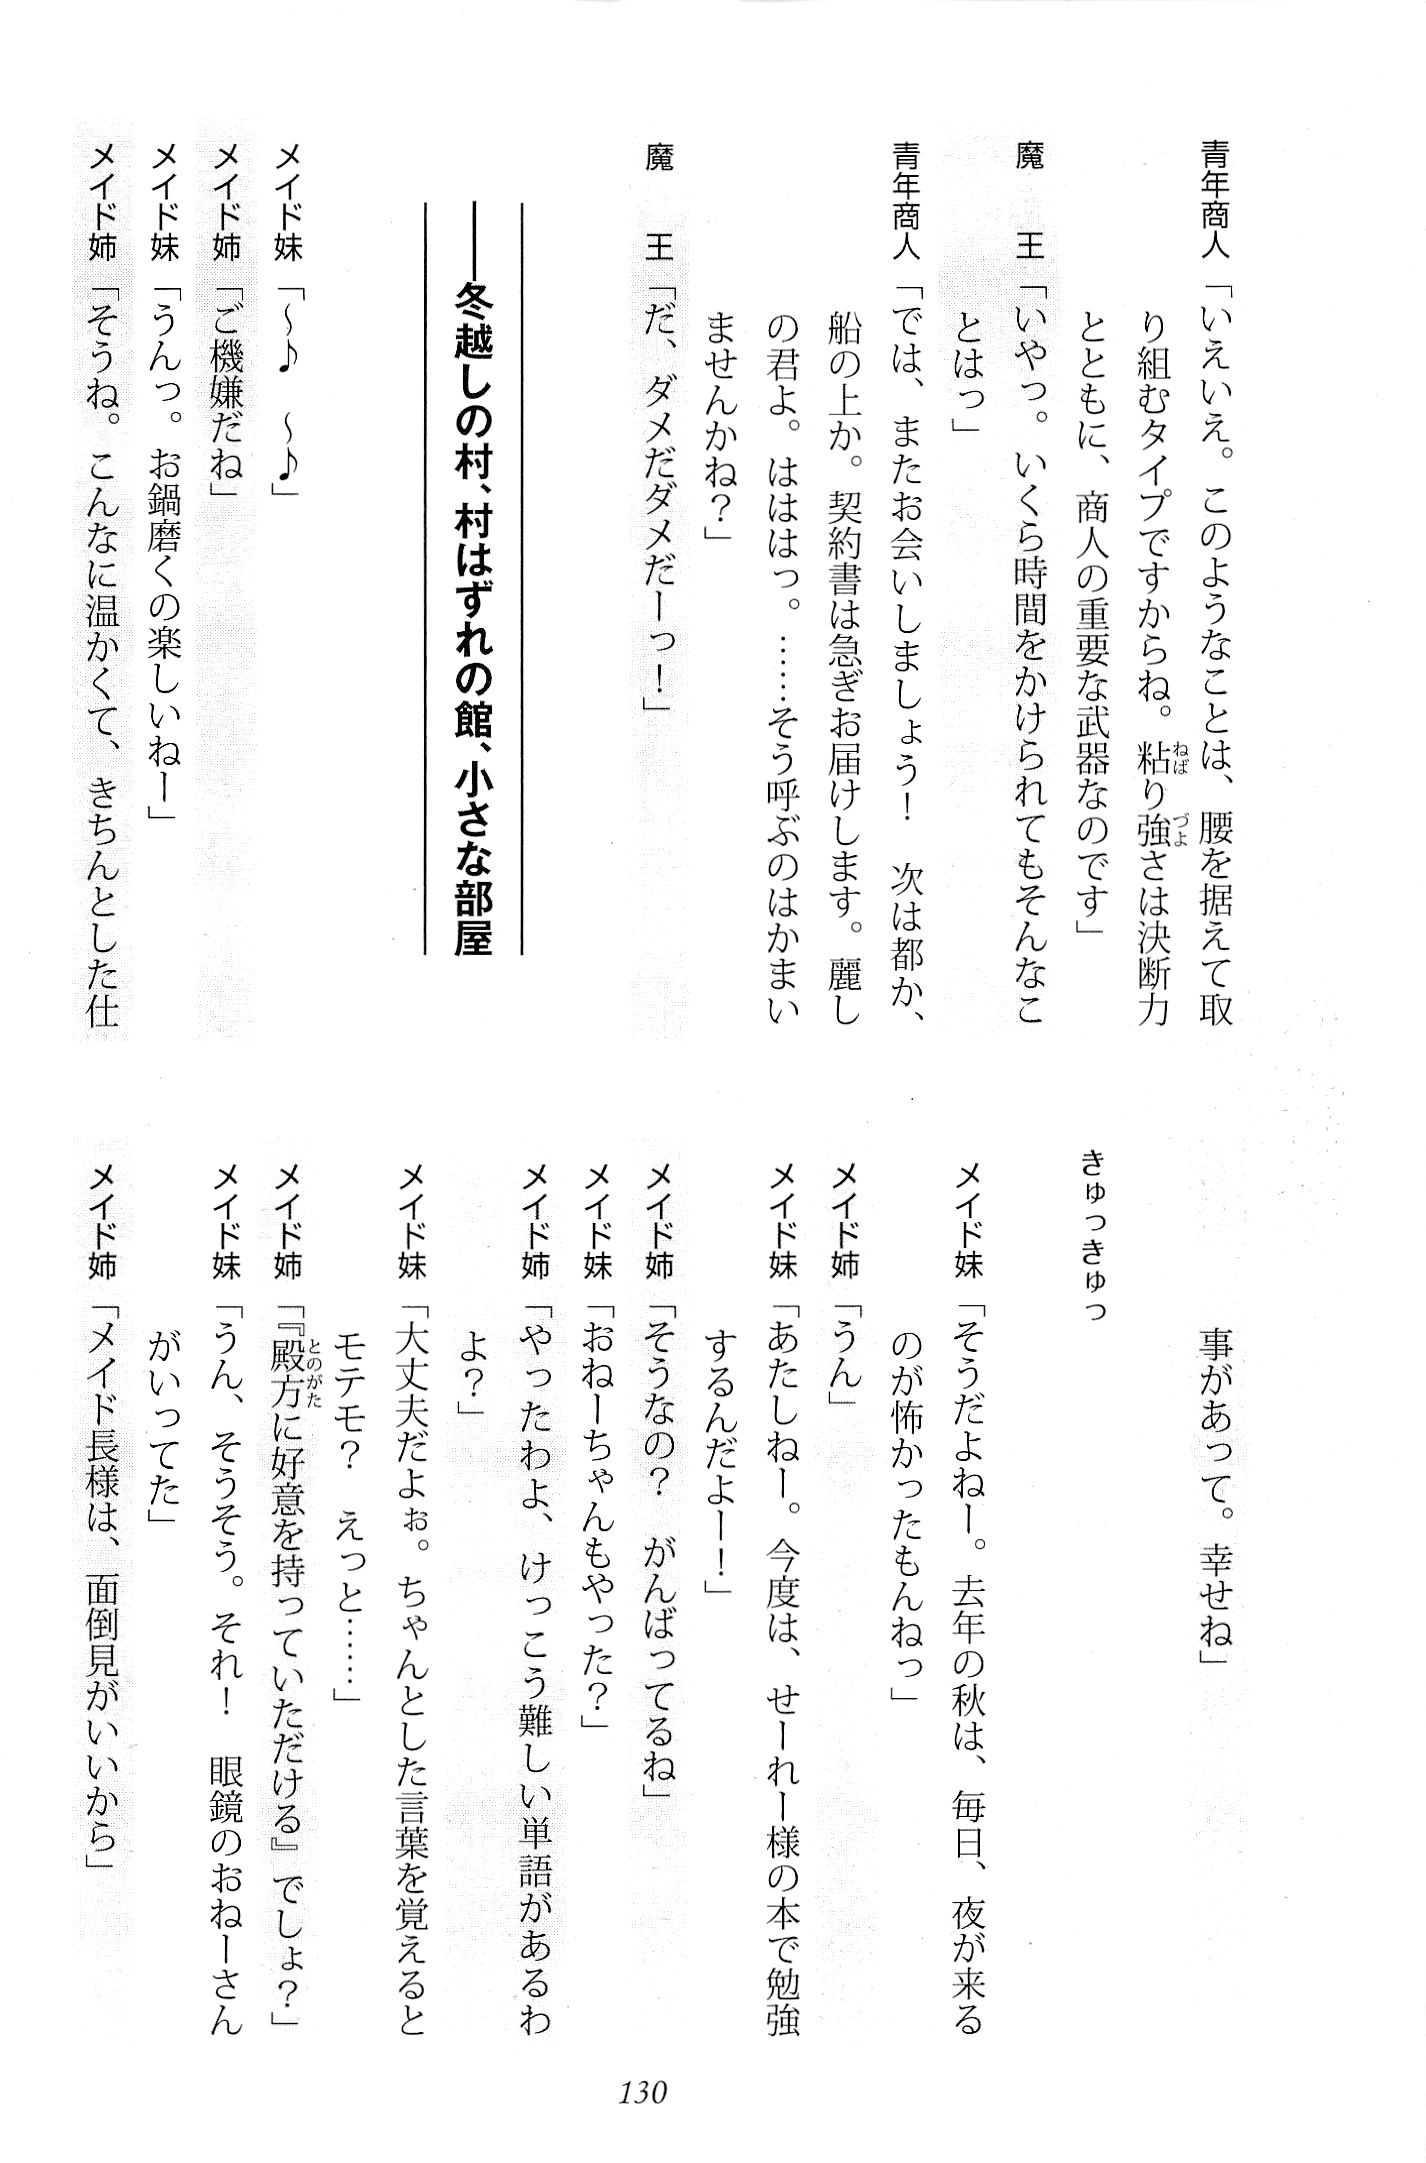 青年商人「いえいえ。このようなことは、腰を据えて取
り組むタイプですからね。粘り強さは決断力
とともに、商人の重要な武器なのです」
魔　王「いやっ。いくら時間をかけられてもそんなこ
とはっ」
青年商人「では、またお会いしましょう！　次は都か、
船の上か。契約書は急ぎお届けします。麗し
の君よ。はははっ。……そう呼ぶのはかまい
ませんかね？」
魔　王「だ、ダメだダメだーっ！」
――冬越しの村、村はずれの館、小さな部屋
メイド妹「～♪　～♪」
メイド姉「ご機嫌だね」
メイド妹「うんっ。お鍋磨くの楽しいねー」
メイド姉「そうね。こんなに温かくて、きちんとした仕
事があって。幸せね」
きゅっきゅっ
メイド妹「そうだよねー。去年の秋は、毎日、夜が来る
のが怖かったもんねっ」
メイド姉「うん」
メイド妹「あたしねー。今度は、せーれー様の本で勉強
するんだよー！」
メイド姉「そうなの？　がんばってるね」
メイド妹「おねーちゃんもやった？」
メイド姉「やったわよ、けっこう難しい単語があるわ
よ？」
メイド妹「大丈夫だよぉ。ちゃんとした言葉を覚えると
モテモ？　えっと……」
メイド姉「『殿方に好意を持っていただける』でしょ？」
メイド妹「うん、そうそう。それ！　眼鏡のおねーさん
がいってた」
メイド姉「メイド長様は、面倒見がいいから」
ねば
づよ
とのがた
130